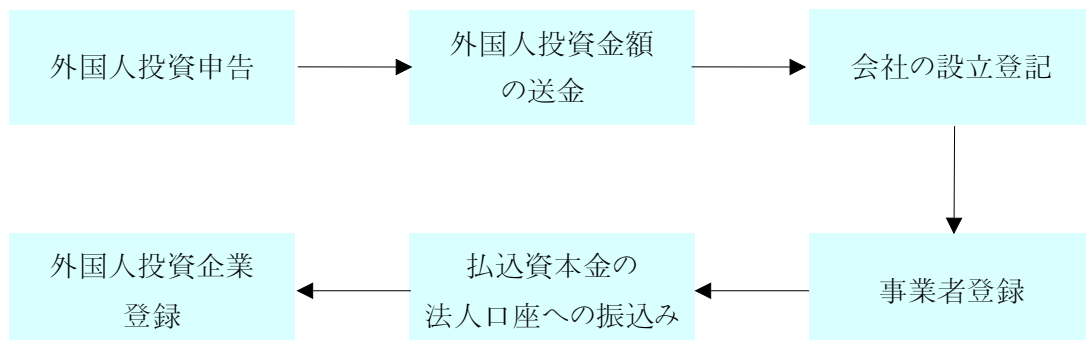 外国人投資申告
外国人投資金額
の送金
会社の設立登記
事業者登録
払込資本金の
法人口座への振込み
外国人投資企業
登録